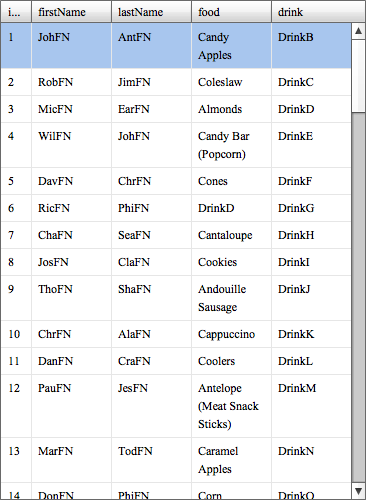 i... firstName lastName food drink
1 JohFN AntFN Candy DrinkB
Apples
2 RobFN JimFN Coleslaw DrinkC
3 MicFN EarFN Almonds DrinkD
4 WilFN JohFN Candy Bar DrinkE
(Popcorn)
5 DavFN ChrFN Cones DrinkF
6 RicFN PhiFN DrinkD DrinkG
7 ChaFN SeaFN Cantaloupe DrinkH
8 JosFN ClaFN Cookies DrinkI
9 ThoFN ShaFN Andouille DrinkJ
Sausage
10 ChrFN AlaFN Cappuccino DrinkK
11 DanFN CraFN Coolers DrinkL
12 PauFN JesFN Antelope DrinkM
(Meat Snack
Sticks)
13 MarFN TodFN Caramel DrinkN
Apples
14 DonFN PhiFN Corn DrinkO